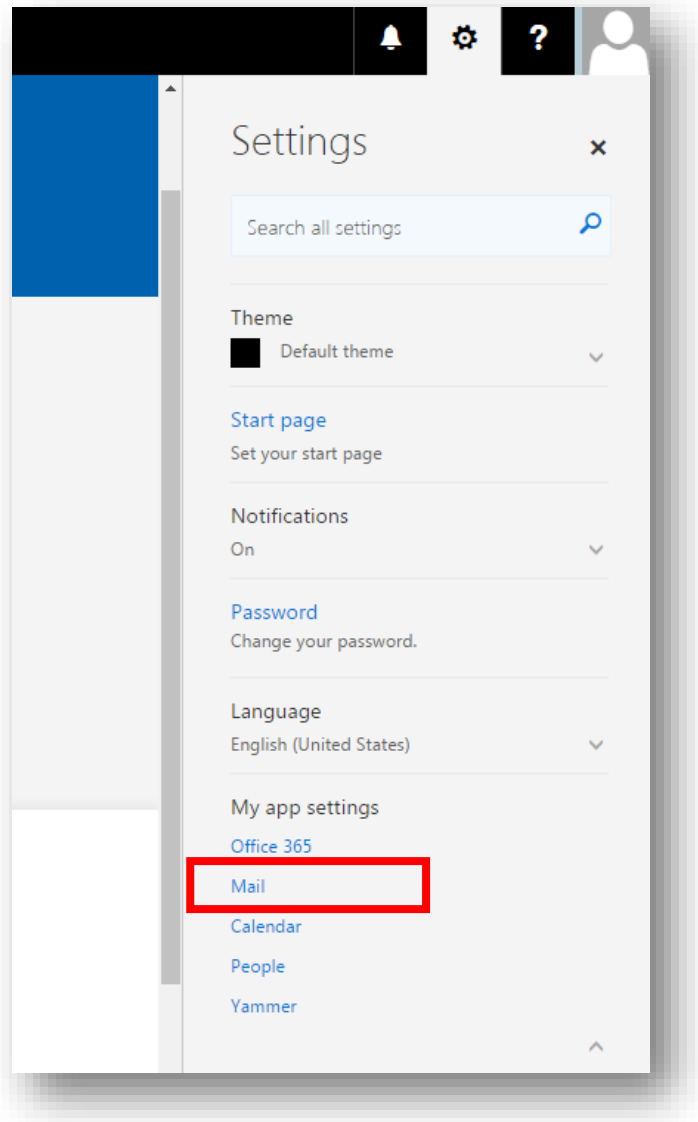 ?
Settings
Search all settings
Theme
Default theme
Start page
Set your start page
Notifications
On
Password
Change your password.
Language
English (United States)
My app settings
Office 365
Mail
Calendar
People
Yammer